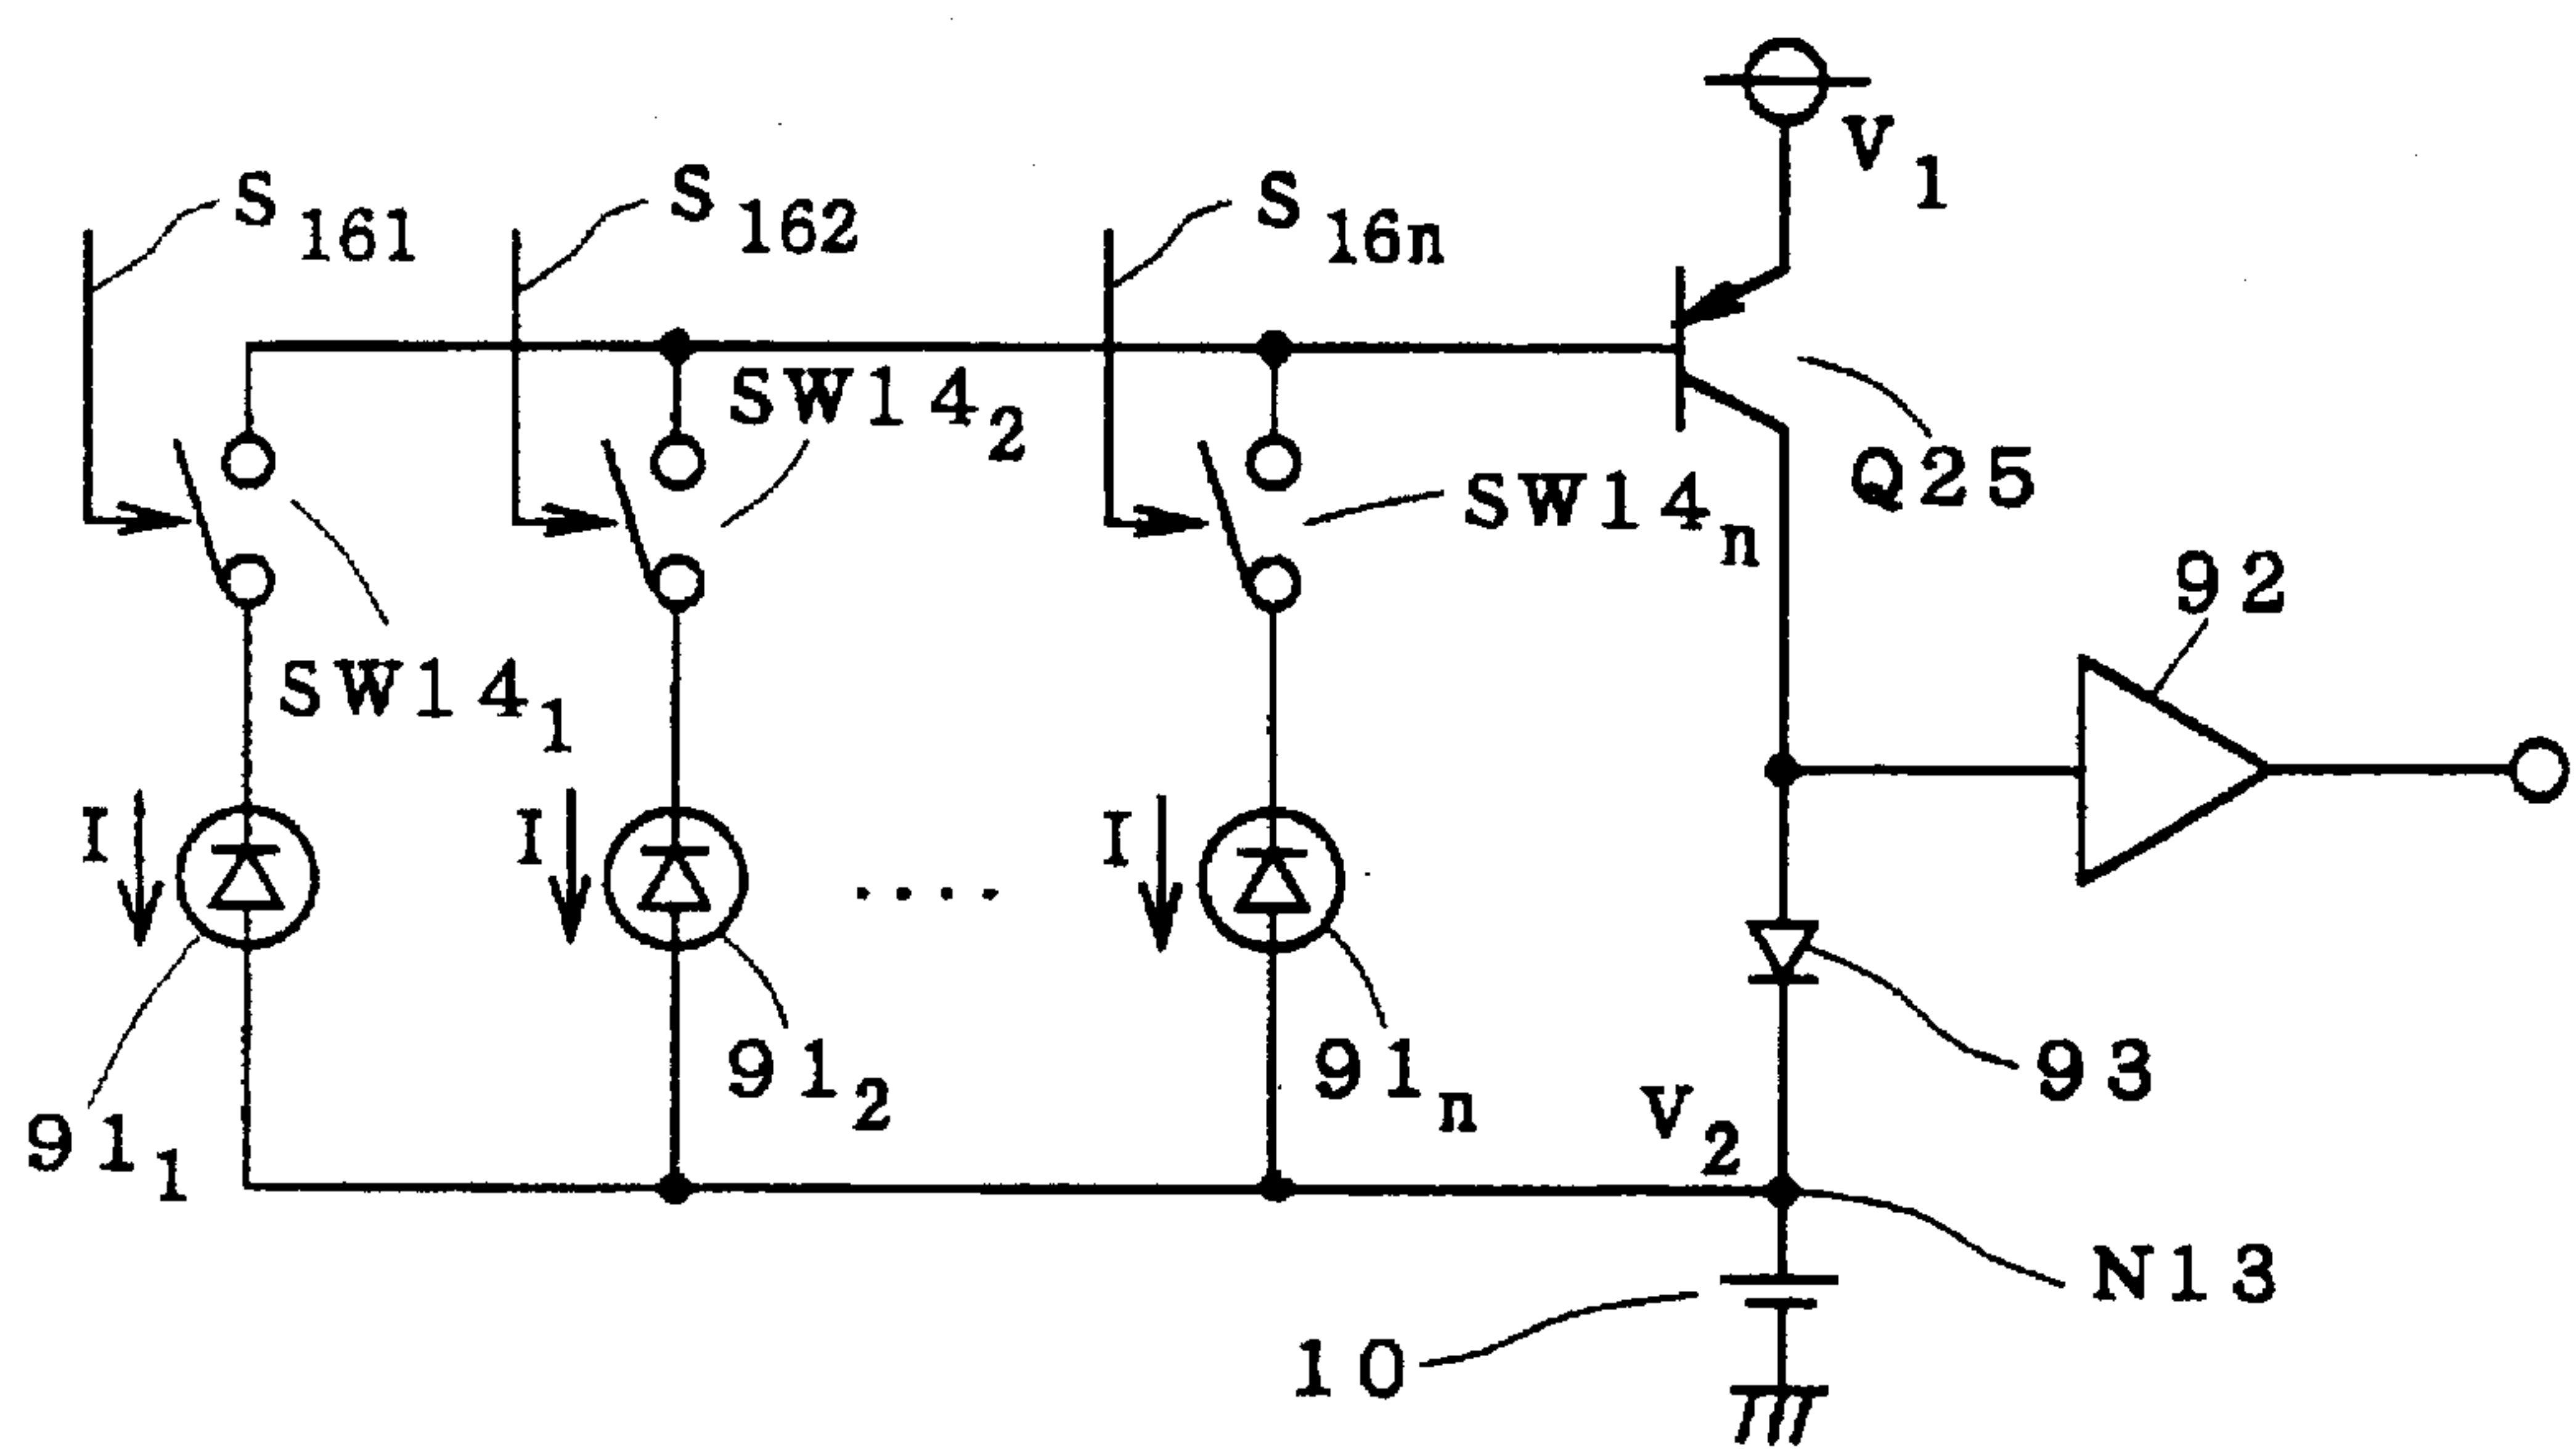 V₁
S₁₆₁
S₁₆₂
S₁₆ₙ
SW14₂
Q25
SW14ₙ
92
SW14₁
I
I
I
....
93
91₂
91ₙ
V₂
91₁
N13
10